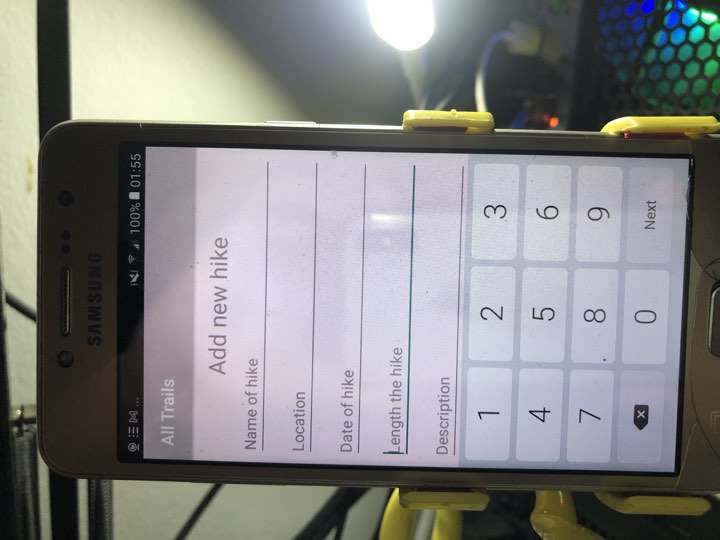 SAMSUNG
100% 01:55
All Trails
Add new hike
Name of hike
Location
Date of hike
Length the hike
Description
1 2 3
4 5 6
7 8 9
0 Next